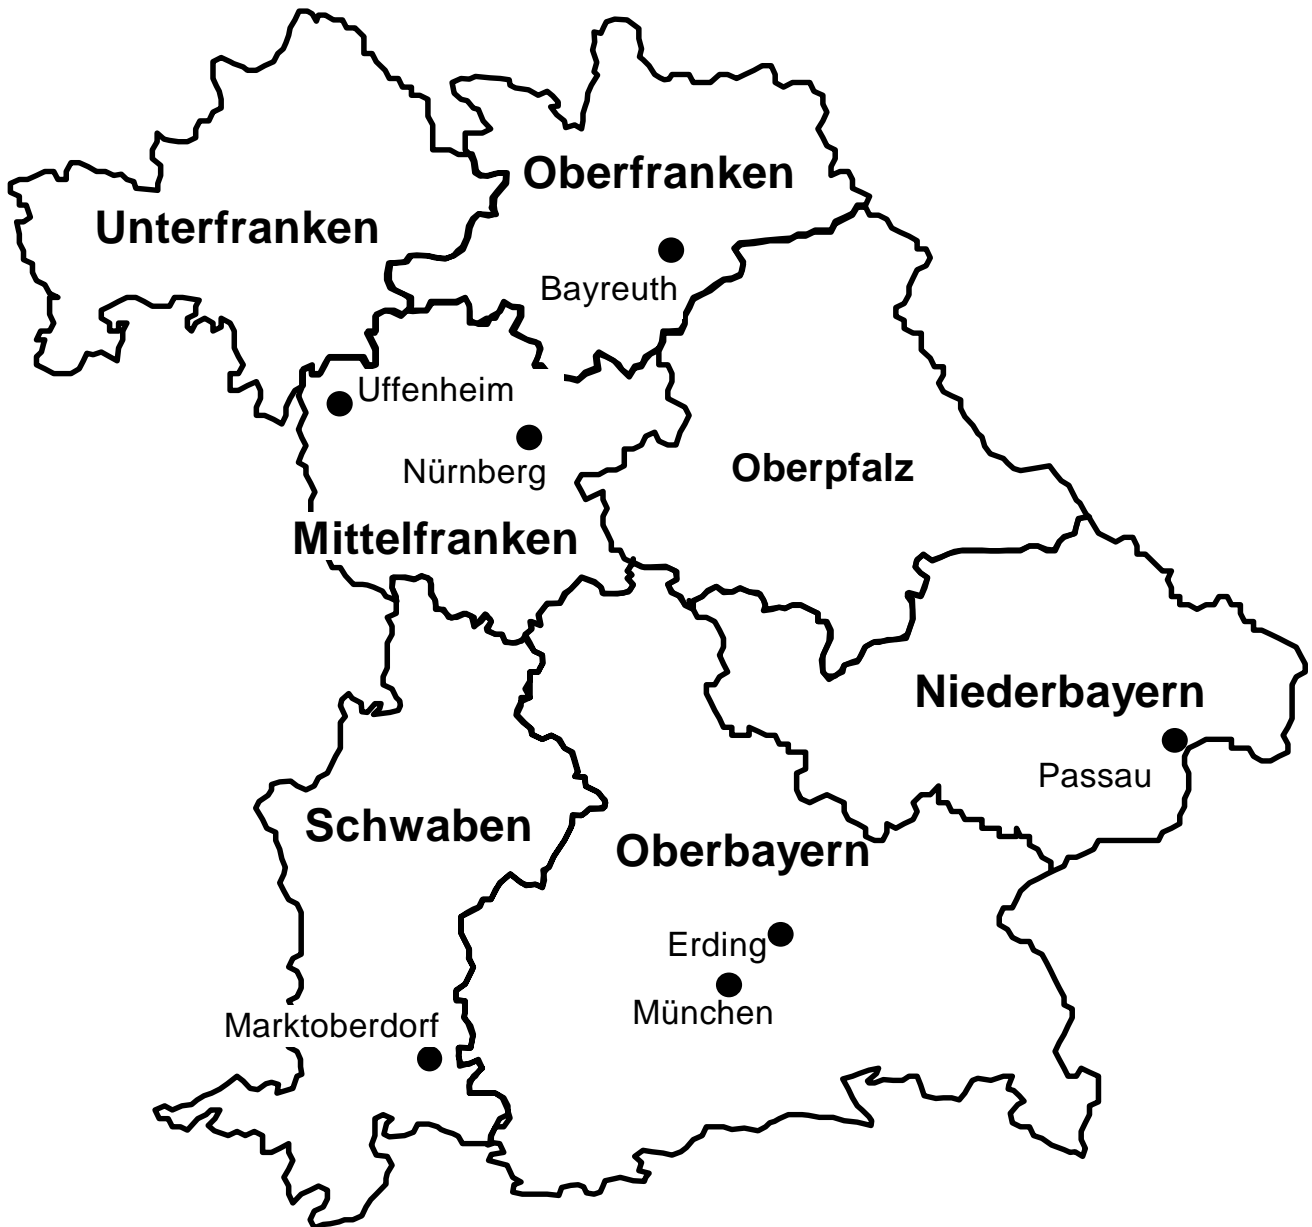 Oberfranken
Unterfranken
Bayreuth
Uffenheim
Nürnberg
Oberpfalz
Mittelfranken
Niederbayern
Passau
Schwaben
Oberbayern
Erding
München
Marktoberdorf